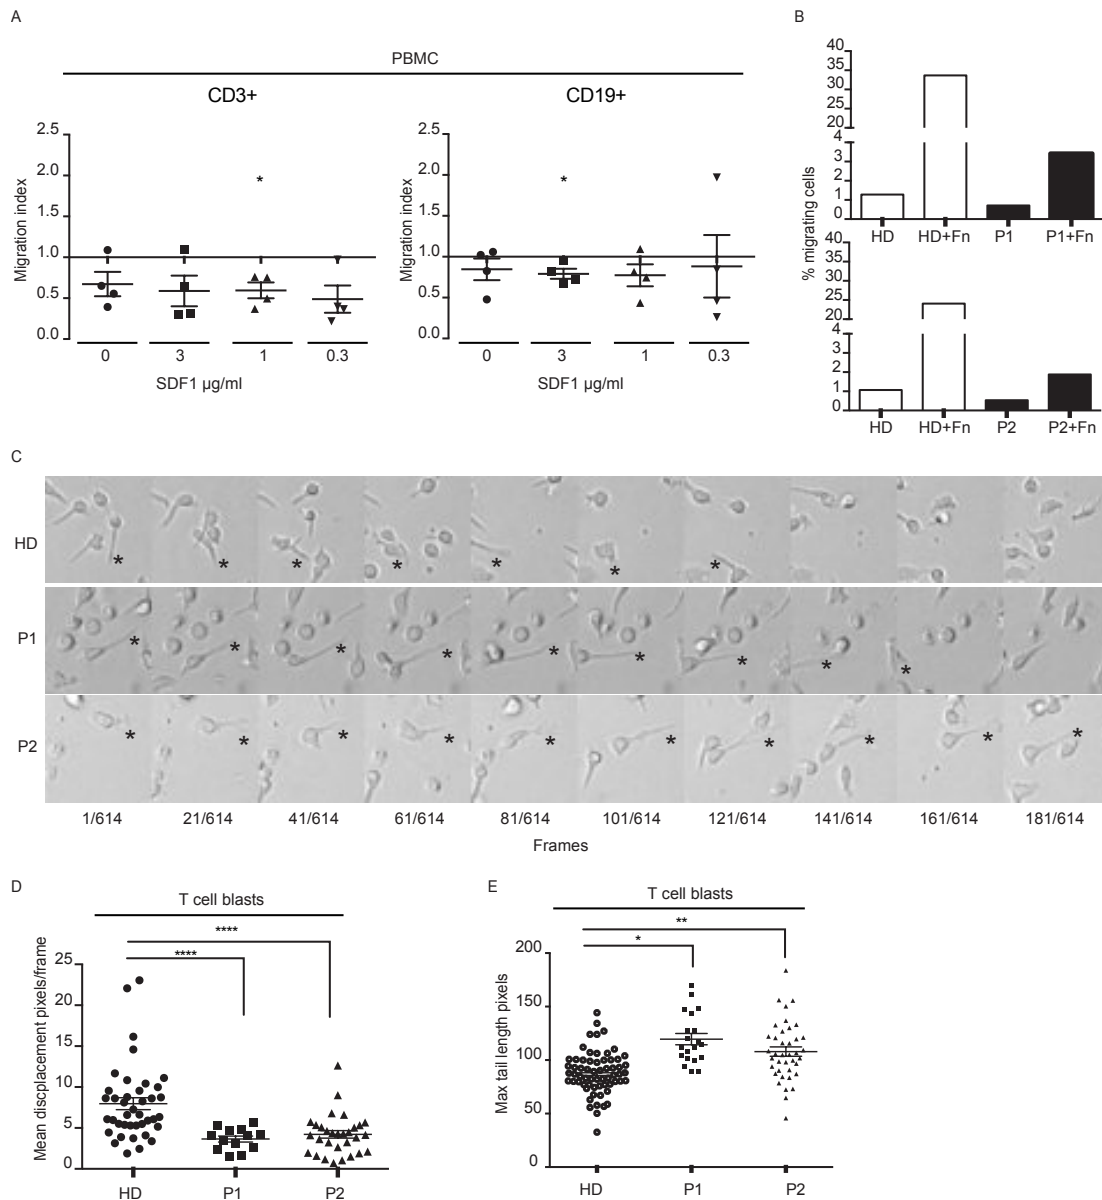 A
PBMC
CD3+
CD19+
Migration index
2.5
2.0
1.5
1.0
0.5
0.0
*
0 3 1 0.3
SDF1 µg/ml
Migration index
2.5
2.0
1.5
1.0
0.5
0.0
*
0 3 1 0.3
SDF1 µg/ml
B
% migrating cells
40
35
30
25
20
4
3
2
1
0
HD HD+Fn P1 P1+Fn
40
35
30
25
20
4
3
2
1
0
HD HD+Fn P2 P2+Fn
C
HD
* * * * * * *
P1
* * * * * * * * *
P2
* * * * * * * * * *
1/614 21/614 41/614 61/614 81/614 101/614 121/614 141/614 161/614 181/614
Frames
D
T cell blasts
****
****
Mean discplacement pixels/frame
25
20
15
10
5
0
HD P1 P2
E
T cell blasts
**
*
Max tail length pixels
200
150
100
50
0
HD P1 P2